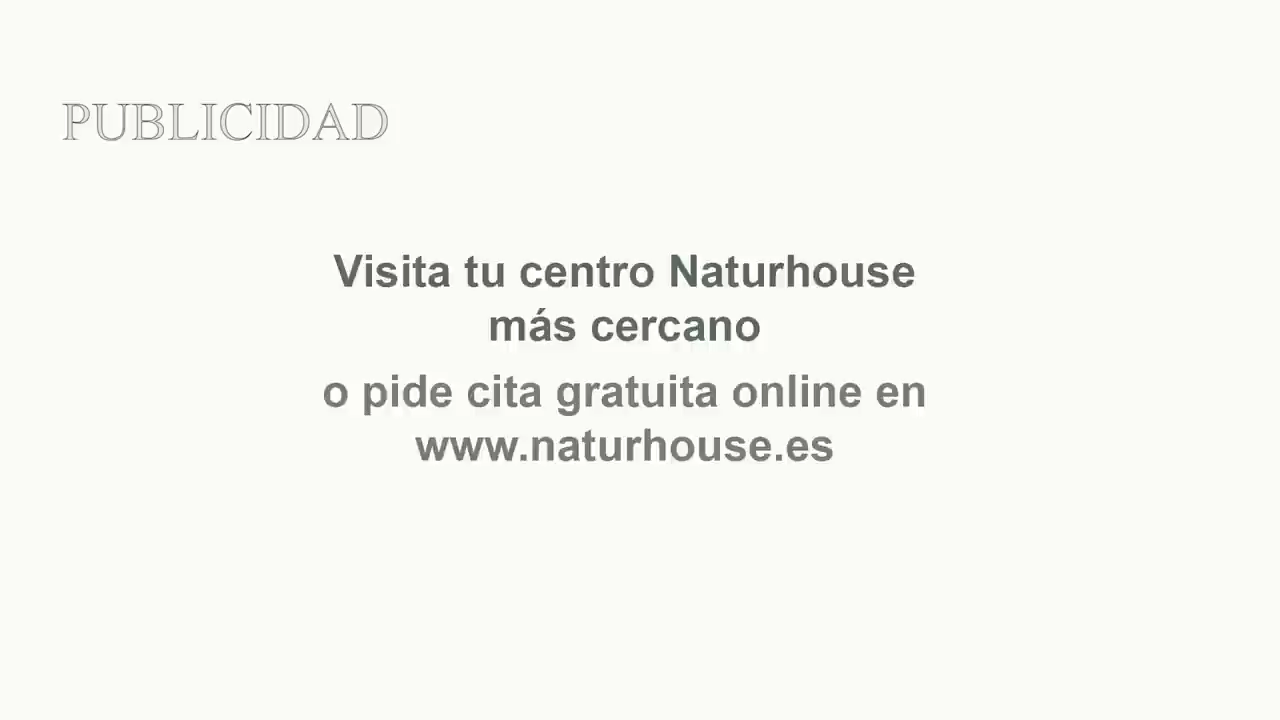 PUBLICIDAD
Visita tu centro Naturhouse
más cercano
o pide cita gratuita online en
www.naturhouse.es